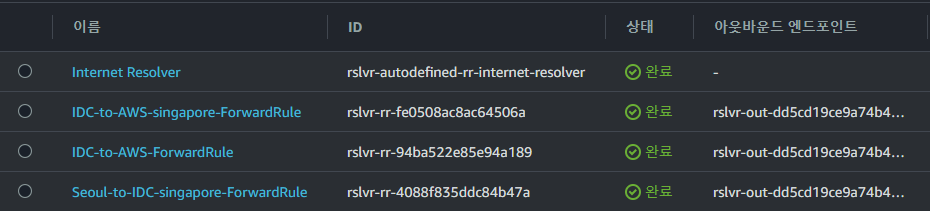 이름 ID 상태 아웃바운드 엔드포인트
Internet Resolver rslvr-autodefined-rr-internet-resolver 완료 -
IDC-to-AWS-singapore-ForwardRule rslvr-rr-fe0508ac8ac64506a 완료 rslvr-out-dd5cd19ce9a74b4...
IDC-to-AWS-ForwardRule rslvr-rr-94ba522e85e94a189 완료 rslvr-out-dd5cd19ce9a74b4...
Seoul-to-IDC-singapore-ForwardRule rslvr-rr-4088f835ddc84b47a 완료 rslvr-out-dd5cd19ce9a74b4...